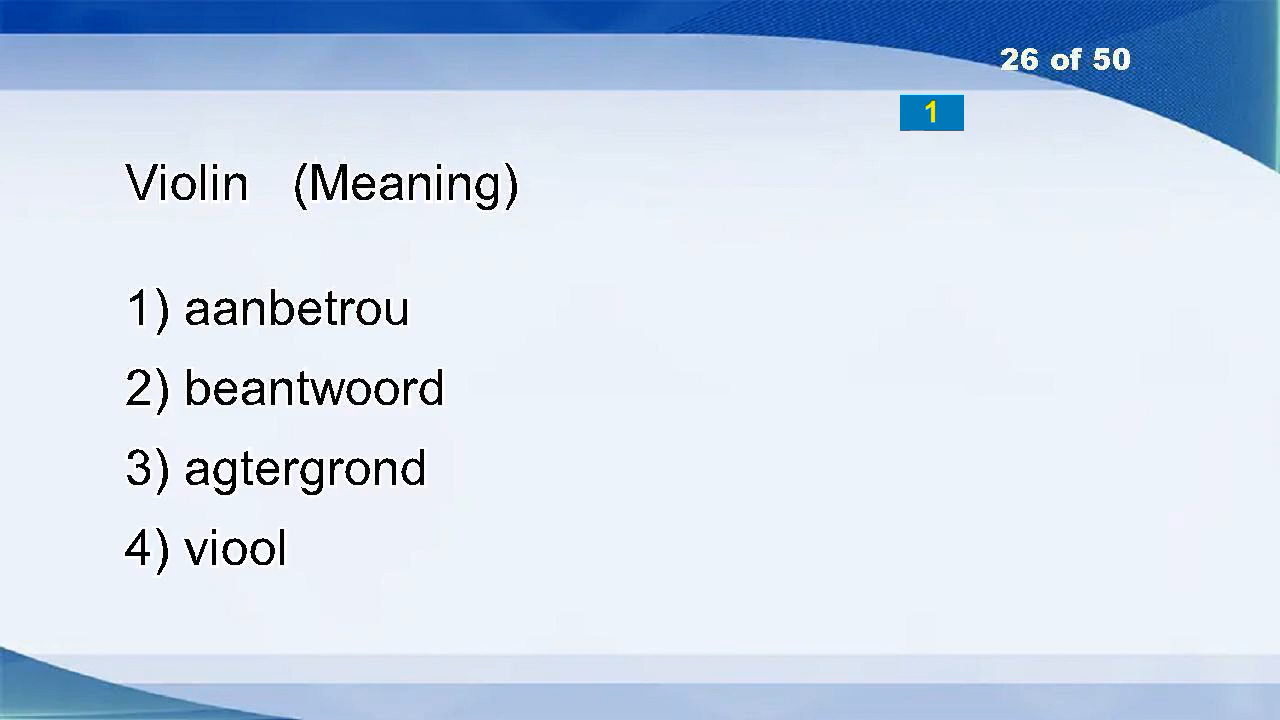 26 of 50
1
Violin (Meaning)
1) aanbetrou
2) beantwoord
3) agtergrond
4) viool